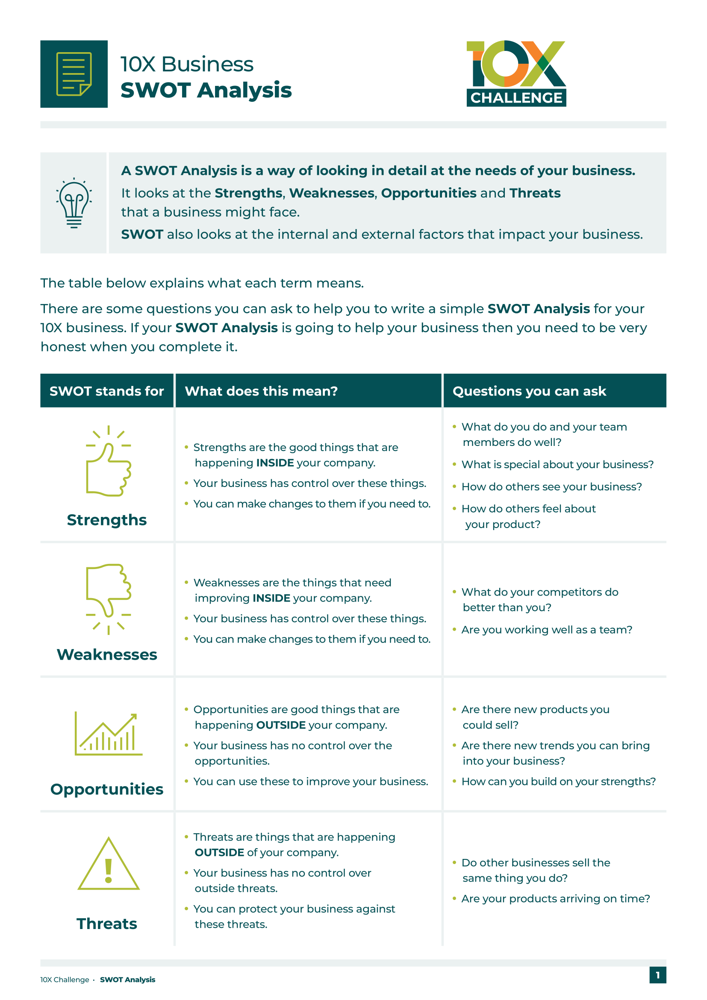 10X Business
SWOT Analysis
10X
CHALLENGE
A SWOT Analysis is a way of looking in detail at the needs of your business.
It looks at the Strengths, Weaknesses, Opportunities and Threats
that a business might face.
SWOT also looks at the internal and external factors that impact your business.
The table below explains what each term means.
There are some questions you can ask to help you to write a simple SWOT Analysis for your
10X business. If your SWOT Analysis is going to help your business then you need to be very
honest when you complete it.
SWOT stands for
What does this mean?
Questions you can ask
Strengths
• Strengths are the good things that are
happening INSIDE your company.
• Your business has control over these things.
• You can make changes to them if you need to.
• What do you do and your team
members do well?
• What is special about your business?
• How do others see your business?
• How do others feel about
your product?
Weaknesses
• Weaknesses are the things that need
improving INSIDE your company.
• Your business has control over these things.
• You can make changes to them if you need to.
• What do your competitors do
better than you?
• Are you working well as a team?
Opportunities
• Opportunities are good things that are
happening OUTSIDE your company.
• Your business has no control over the
opportunities.
• You can use these to improve your business.
• Are there new products you
could sell?
• Are there new trends you can bring
into your business?
• How can you build on your strengths?
!
Threats
• Threats are things that are happening
OUTSIDE of your company.
• Your business has no control over
outside threats.
• You can protect your business against
these threats.
• Do other businesses sell the
same thing you do?
• Are your products arriving on time?
10X Challenge • SWOT Analysis
1